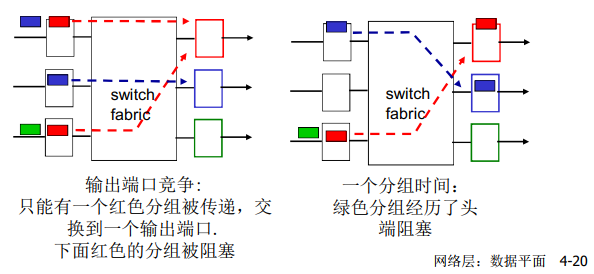 switch
fabric
switch
fabric
输出端口竞争:
只能有一个红色分组被传递，交
换到一个输出端口.
下面红色的分组被阻塞
一个分组时间：
绿色分组经历了头
端阻塞
网络层：数据平面 4-20